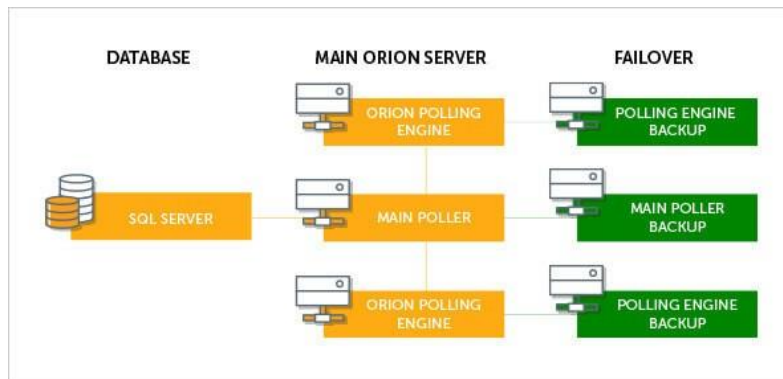 DATABASE
MAIN ORION SERVER
FAILOVER
ORION POLLING
ENGINE
POLLING ENGINE
BACKUP
SQL SERVER
MAIN POLLER
MAIN POLLER
BACKUP
ORION POLLING
ENGINE
POLLING ENGINE
BACKUP